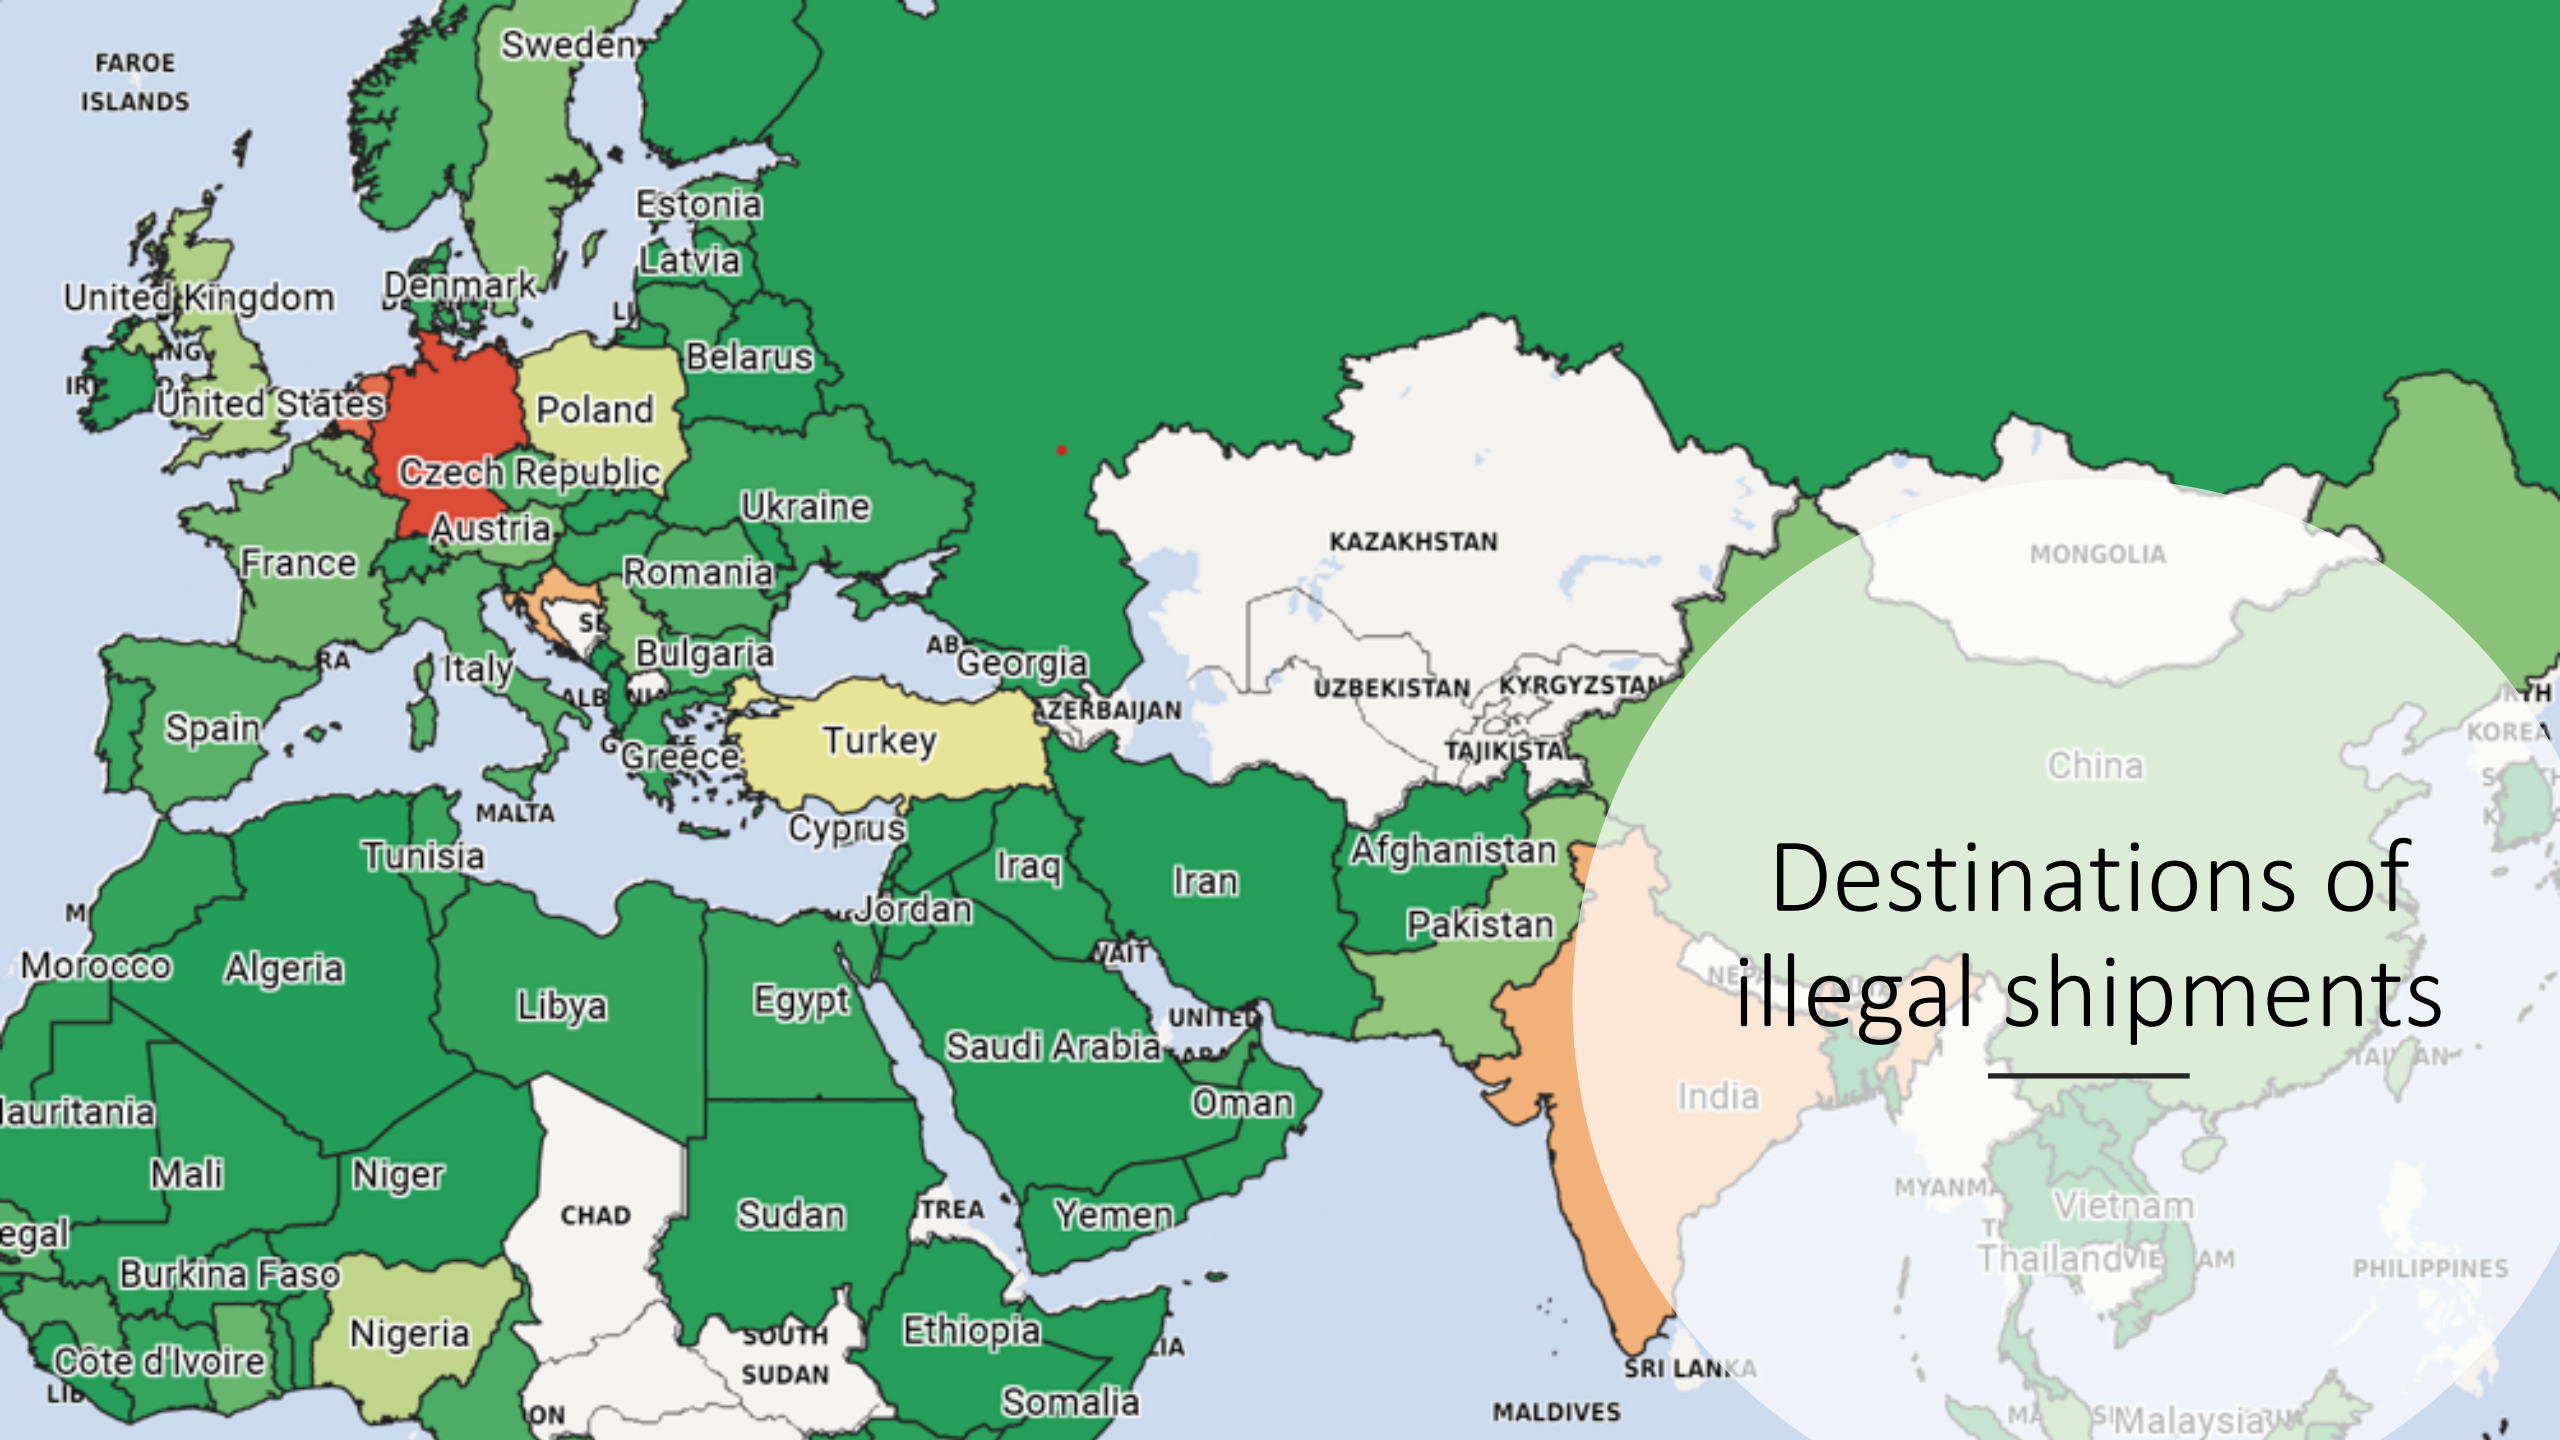 Sweden
FAROE
ISLANDS
Estonia
Latvia
United Kingdom
Denmark
Belarus
United States
Poland
Czech Republic
Ukraine
Austria
KAZAKHSTAN
MONGOLIA
France
Romania
Bulgaria
Georgia
Italy
UZBEKISTAN
KYRGYZSTAN
AZERBAIJAN
Spain
Turkey
Greece
KOREA
China
MALTA
Cyprus
Tunisia
Iraq
Iran
Afghanistan
Destinations of
illegal shipments
Jordan
Pakistan
Morocco
Algeria
Libya
Egypt
Saudi Arabia
UNITED
Oman
India
Mali
Niger
CHAD
Sudan
Yemen
Vietnam
Thailand
PHILIPPINES
Burkina Faso
Nigeria
Ethiopia
SOUTH
SUDAN
Côte d'Ivoire
SRI LANKA
Somalia
MALDIVES
Malaysia